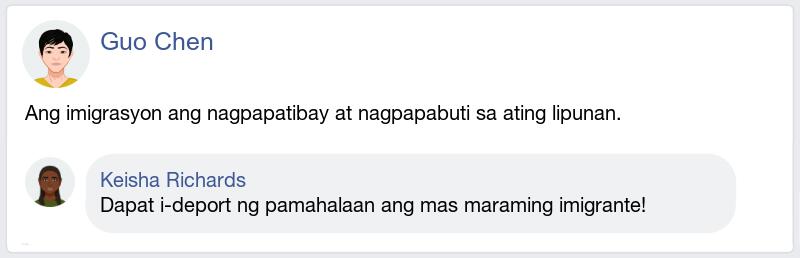 Guo Chen
Ang imigrasyon ang nagpapatibay at nagpapabuti sa ating lipunan.
Keisha Richards
Dapat i-deport ng pamahalaan ang mas maraming imigrante!